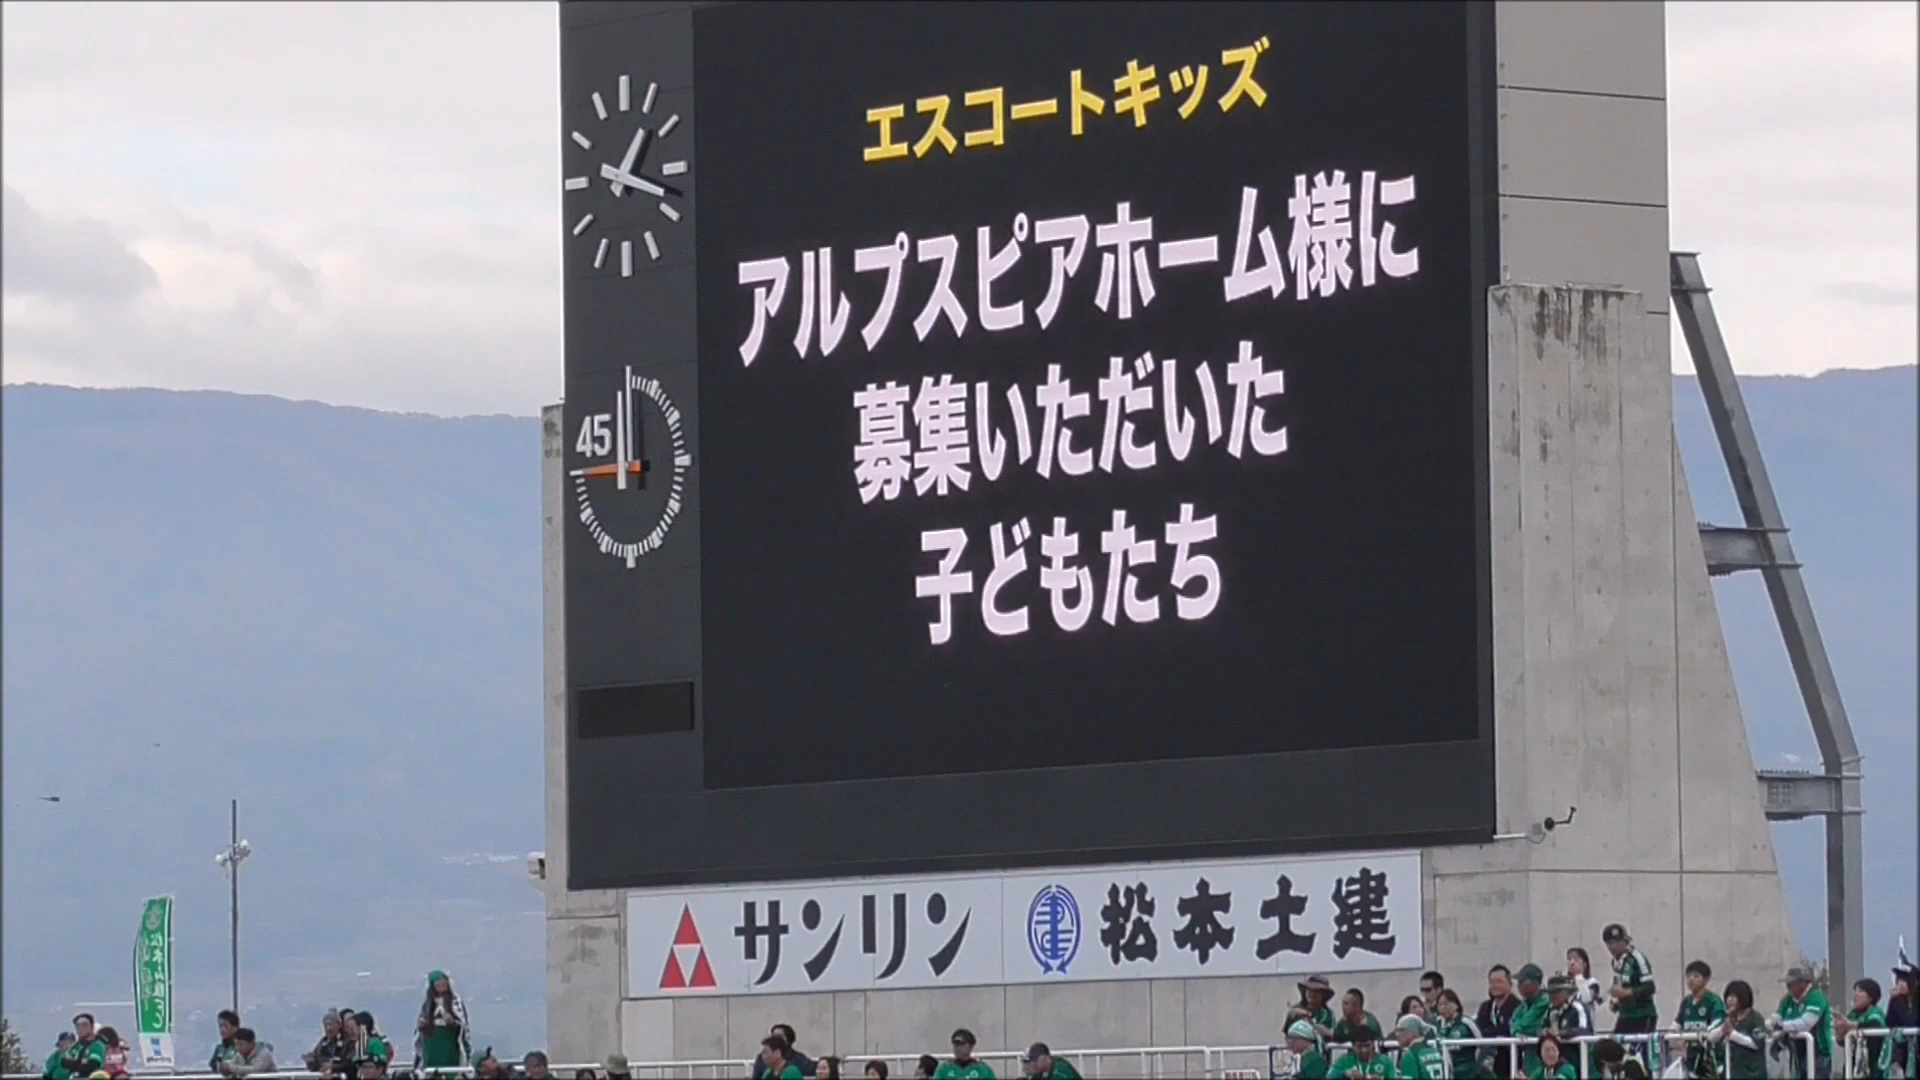 エスコートキッズ
アルプスピアホーム様に
募集いただいた
子どもたち
45
サンリン
松本土建